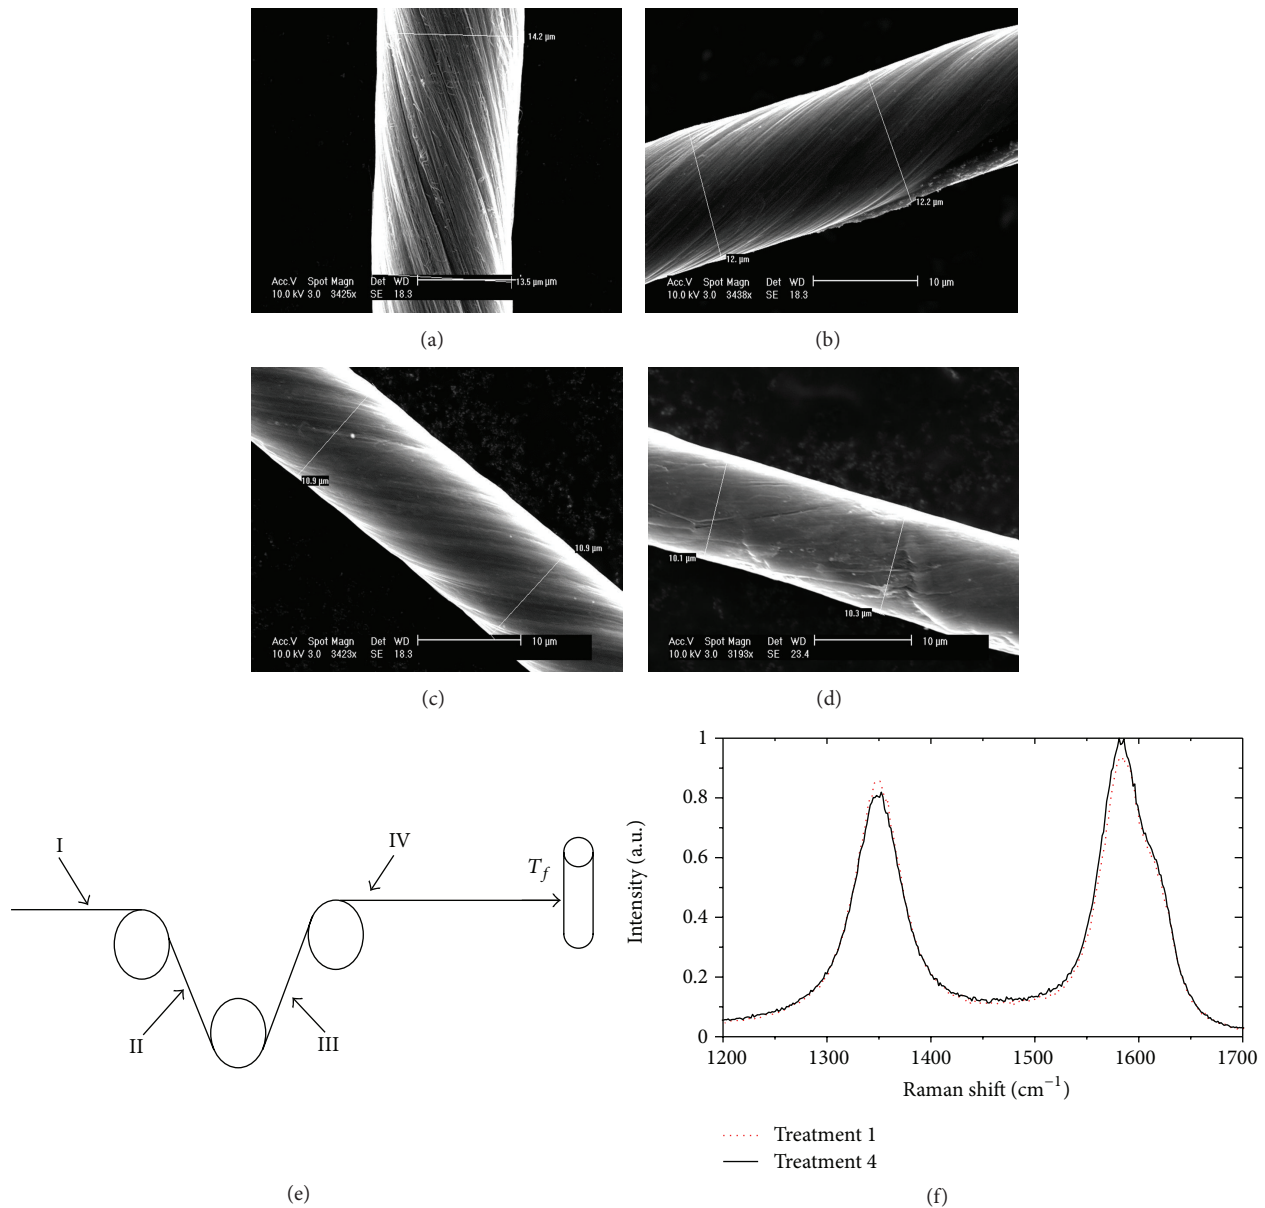 14.2 µm
13.5 µm µm
Acc.V Spot Magn Det WD
10.0 kV 3.0 3425x SE 18.3
(a)
12.2 µm
12. µm
Acc.V Spot Magn Det WD 10 µm
10.0 kV 3.0 3438x SE 18.3
(b)
10.9 µm
10.9 µm
Acc.V Spot Magn Det WD 10 µm
10.0 kV 3.0 3423x SE 18.3
(c)
10.1 µm
10.3 µm
Acc.V Spot Magn Det WD 10 µm
10.0 kV 3.0 3193x SE 23.4
(d)
I
IV
T_f
II
III
(e)
1
0.8
0.6
0.4
0.2
0
Intensity (a.u.)
1200 1300 1400 1500 1600 1700
Raman shift (cm⁻¹)
Treatment 1
Treatment 4
(f)